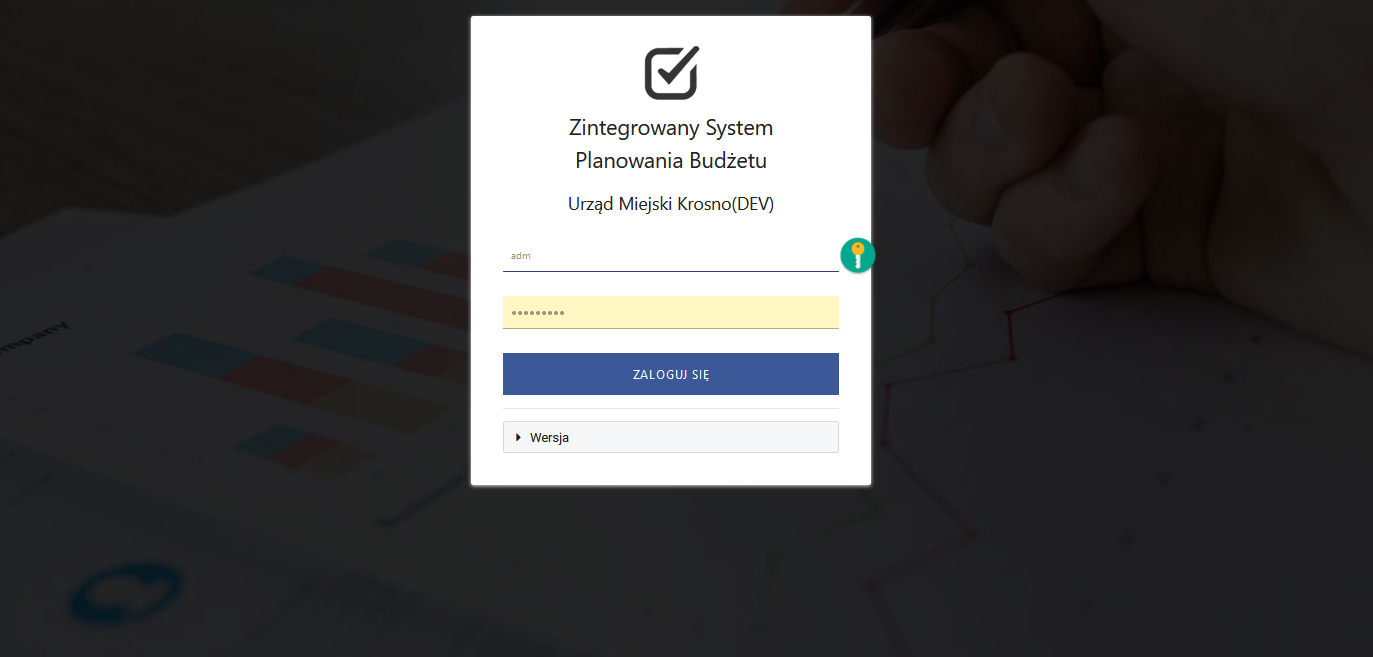 Zintegrowany System
Planowania Budżetu
Urząd Miejski Krosno(DEV)
adm
•••••••••
ZALOGUJ SIĘ
Wersja